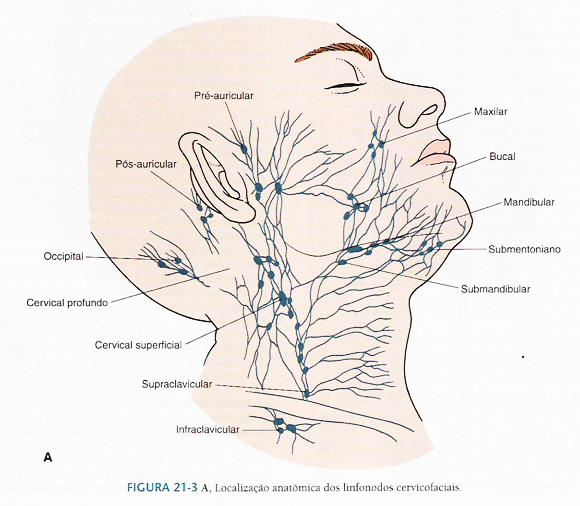 Pré-auricular
Maxilar
Bucal
Pós-auricular
Mandibular
Submentoniano
Occipital
Submandibular
Cervical profundo
Cervical superficial
Supraclavicular
Infraclavicular
A
FIGURA 21-3 A, Localização anatômica dos linfonodos cervicofaciais.